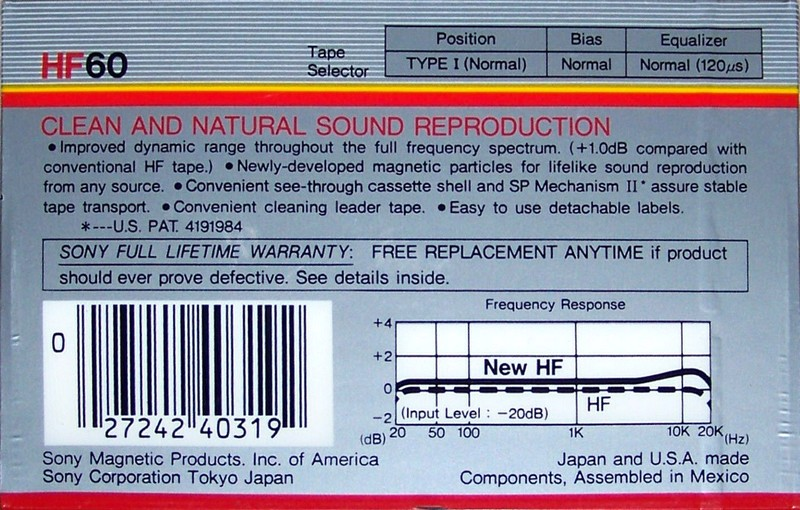 HF60
Tape Selector
Position Bias Equalizer
TYPE I (Normal) Normal Normal (120μs)
CLEAN AND NATURAL SOUND REPRODUCTION
●Improved dynamic range throughout the full frequency spectrum. (+1.0dB compared with
conventional HF tape.) ●Newly-developed magnetic particles for lifelike sound reproduction
from any source. ●Convenient see-through cassette shell and SP Mechanism II* assure stable
tape transport. ●Convenient cleaning leader tape. ●Easy to use detachable labels.
*---U.S. PAT. 4191984
SONY FULL LIFETIME WARRANTY: FREE REPLACEMENT ANYTIME if product
should ever prove defective. See details inside.
0
27242 40319
Frequency Response
+4
+2
New HF
0
HF
-2
(Input Level : -20dB)
(dB) 20 50 100 1K 10K 20K (Hz)
Sony Magnetic Products. Inc. of America
Sony Corporation Tokyo Japan
Japan and U.S.A. made
Components, Assembled in Mexico